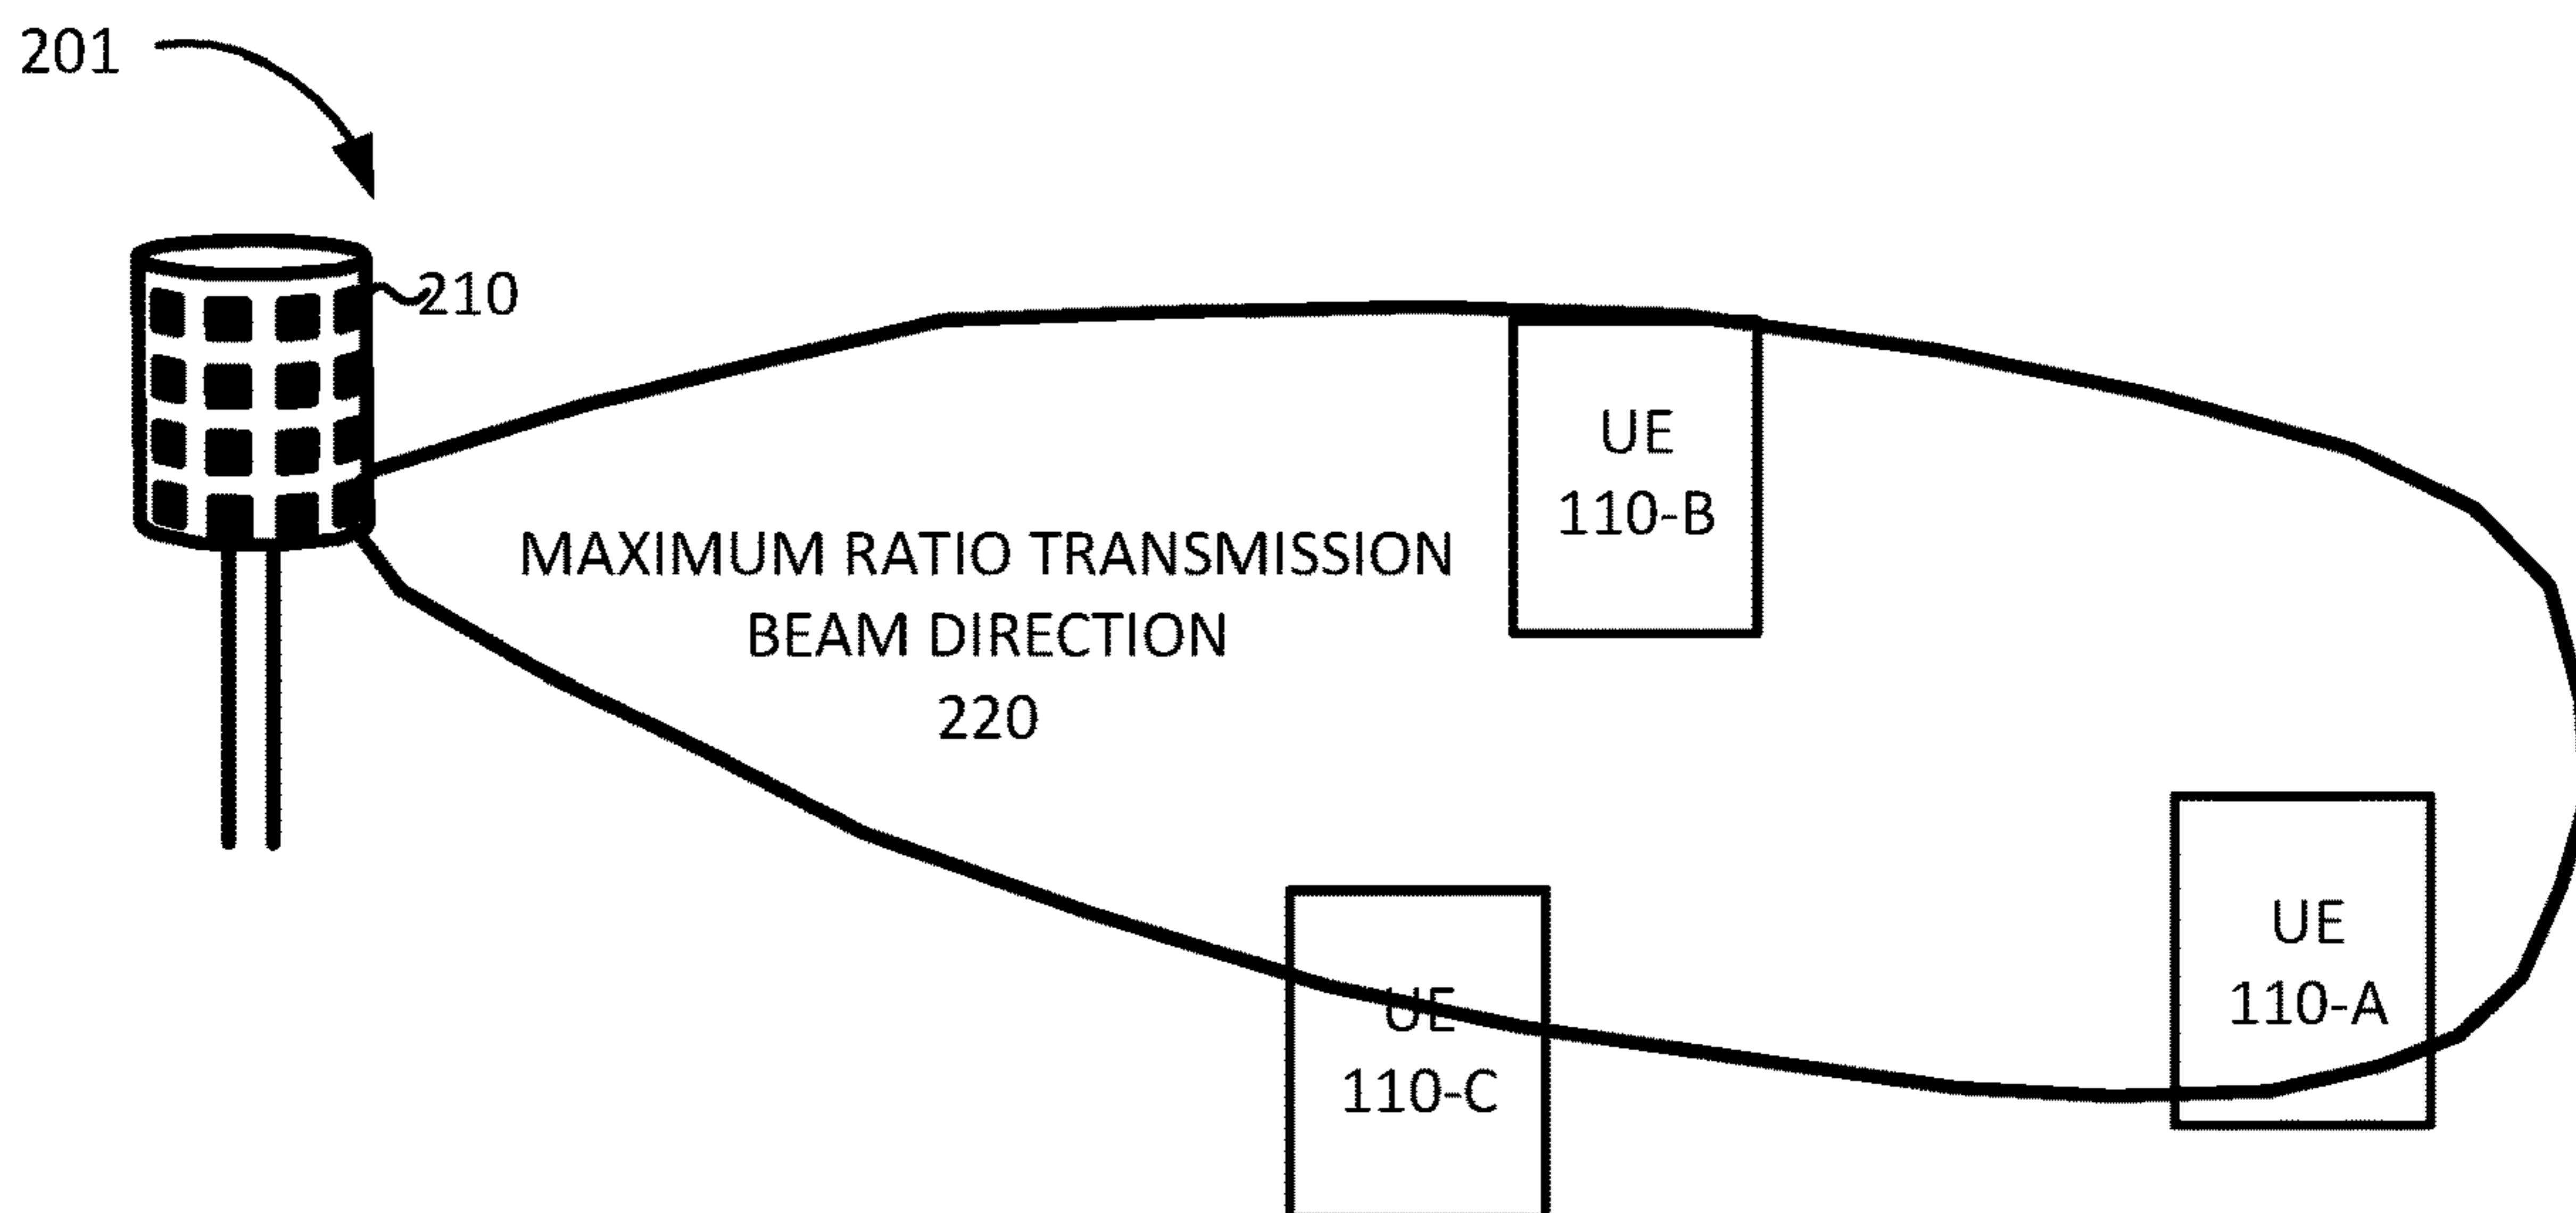 201
210
UE
110-B
MAXIMUM RATIO TRANSMISSION
BEAM DIRECTION
220
UE
110-A
UE
110-C